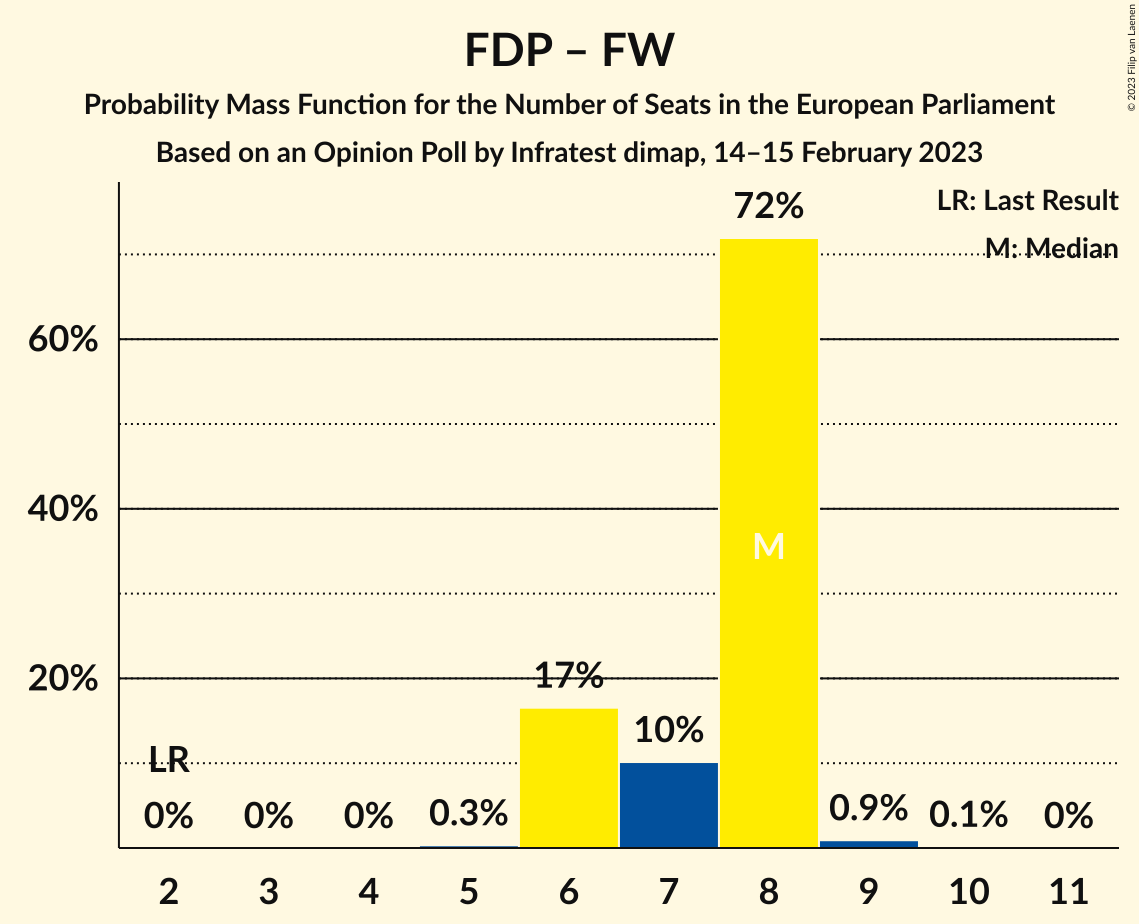 FDP – FW
Probability Mass Function for the Number of Seats in the European Parliament
Based on an Opinion Poll by Infratest dimap, 14–15 February 2023
© 2023 Filip van Laenen
LR: Last Result
M: Median
72%
60%
40%
M
20%
17%
10%
LR
0%
0%
0%
0.3%
0.9%
0.1%
0%
2 3 4 5 6 7 8 9 10 11